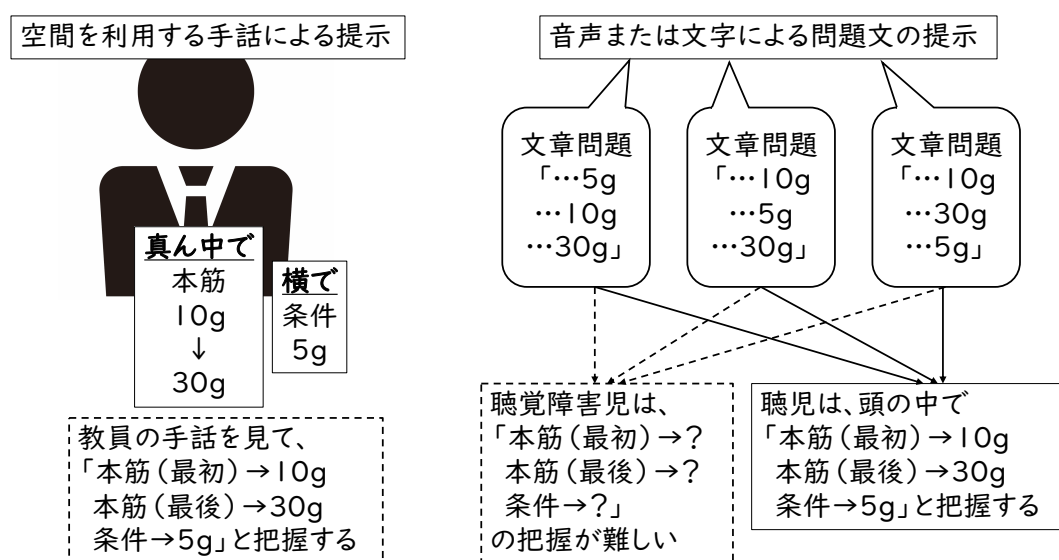 空間を利用する手話による提示
真ん中で
本筋
10g
↓
30g
横で
条件
5g
教員の手話を見て、
「本筋(最初)→10g
本筋(最後)→30g
条件→5g」と把握する
音声または文字による問題文の提示
文章問題
「…5g
…10g
…30g」
文章問題
「…10g
…5g
…30g」
文章問題
「…10g
…30g
…5g」
聴覚障害児は、
「本筋(最初)→?
本筋(最後)→?
条件→?」
の把握が難しい
聴児は、頭の中で
「本筋(最初)→10g
本筋(最後)→30g
条件→5g」と把握する